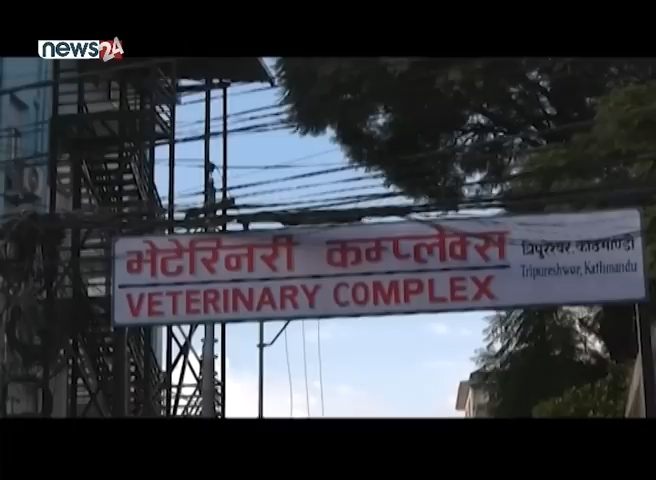 news24
भेटेरिनरी कम्प्लेक्स
त्रिपुरेश्वर, काठमाण्डौ
VETERINARY COMPLEX
Tripureshwor, Kathmandu